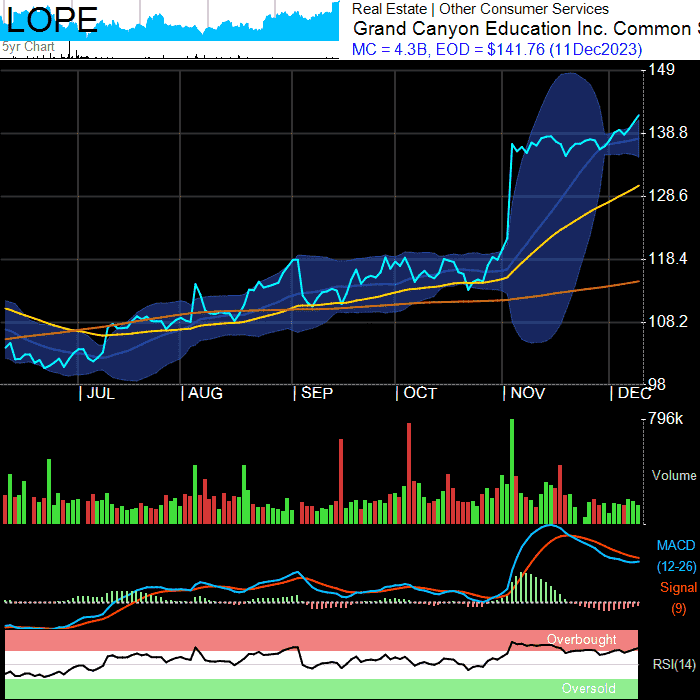 LOPE
5yr Chart
Real Estate | Other Consumer Services
Grand Canyon Education Inc. Common S
MC = 4.3B, EOD = $141.76 (11Dec2023)
149
138.8
128.6
118.4
108.2
98
JUL
AUG
SEP
OCT
NOV
DEC
796k
Volume
MACD
(12-26)
Signal
(9)
Overbought
RSI(14)
Oversold